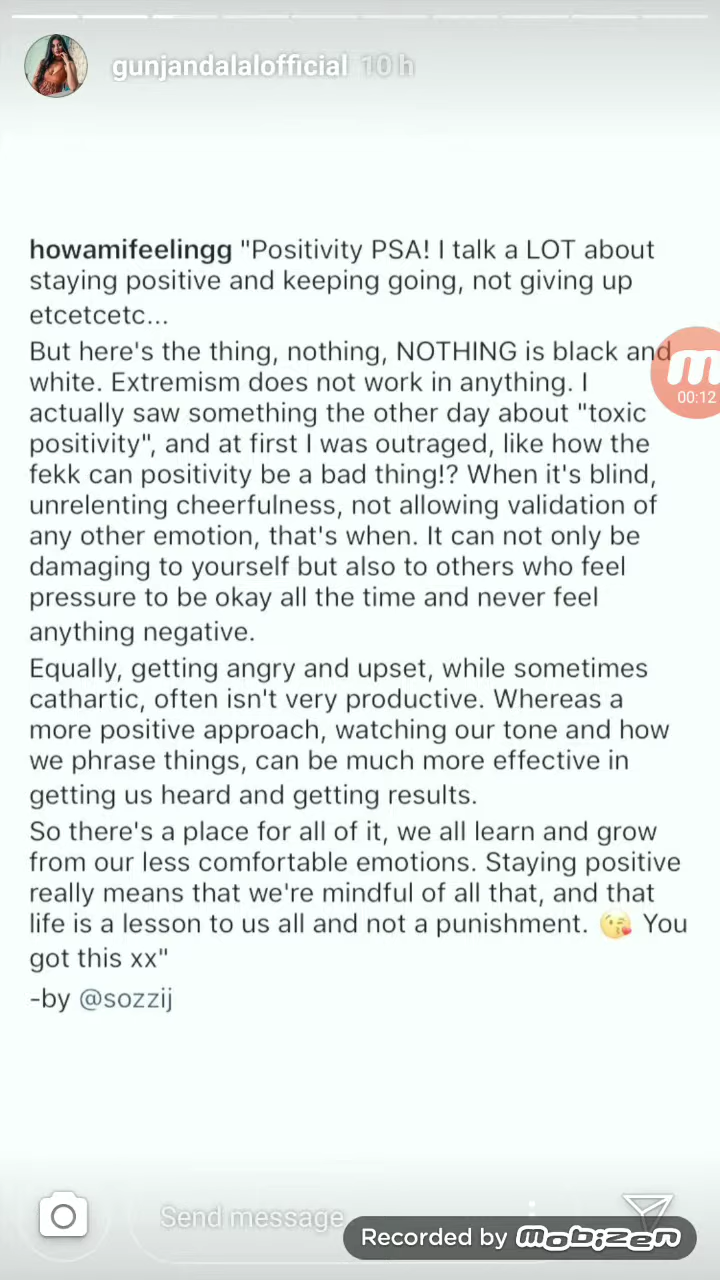 gunjandalalofficial 10 h
howamifeelingg "Positivity PSA! I talk a LOT about
staying positive and keeping going, not giving up
etcetcetc...
But here's the thing, nothing, NOTHING is black and
white. Extremism does not work in anything. I
actually saw something the other day about "toxic
positivity", and at first I was outraged, like how the
fekk can positivity be a bad thing!? When it's blind,
unrelenting cheerfulness, not allowing validation of
any other emotion, that's when. It can not only be
damaging to yourself but also to others who feel
pressure to be okay all the time and never feel
anything negative.
Equally, getting angry and upset, while sometimes
cathartic, often isn't very productive. Whereas a
more positive approach, watching our tone and how
we phrase things, can be much more effective in
getting us heard and getting results.
So there's a place for all of it, we all learn and grow
from our less comfortable emotions. Staying positive
really means that we're mindful of all that, and that
life is a lesson to us all and not a punishment. 😘 You
got this xx"
-by @sozzij
m
00:12
Send message
Recorded by mobizen